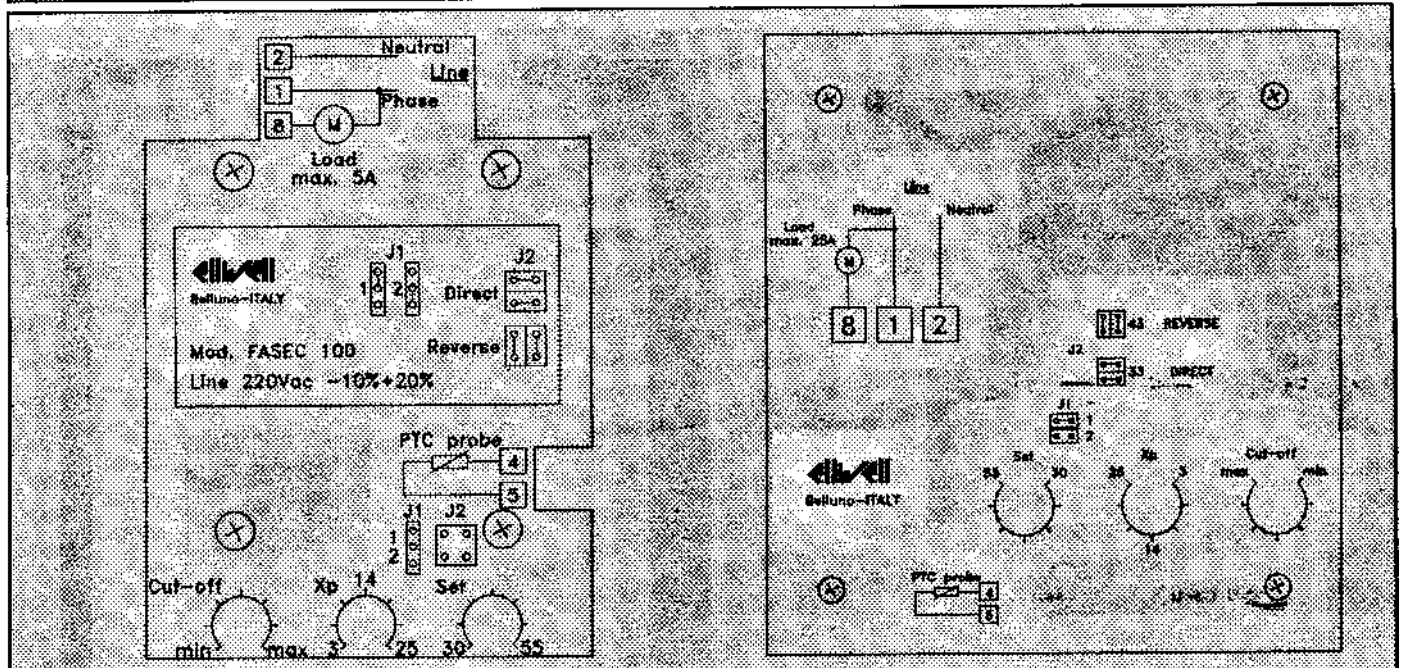 2
Neutral
Line
1
Phase
8
M
Load
max. 5A
eliwell
Belluno-ITALY
J1
1
2
J2
Direct
Reverse
Mod. FASEC 100
Line 220Vac -10%+20%
PTC probe
4
5
J1
1
2
J2
Cut-off
min
max
Xp
14
3
25
Set
30
55
Line
Phase
Neutral
Load
max. 25A
M
8
1
2
J2
REVERSE
DIRECT
J1
1
2
eliwell
Belluno-ITALY
Set
55
30
Xp
25
3
14
Cut-off
max
min
PTC probe
4
5